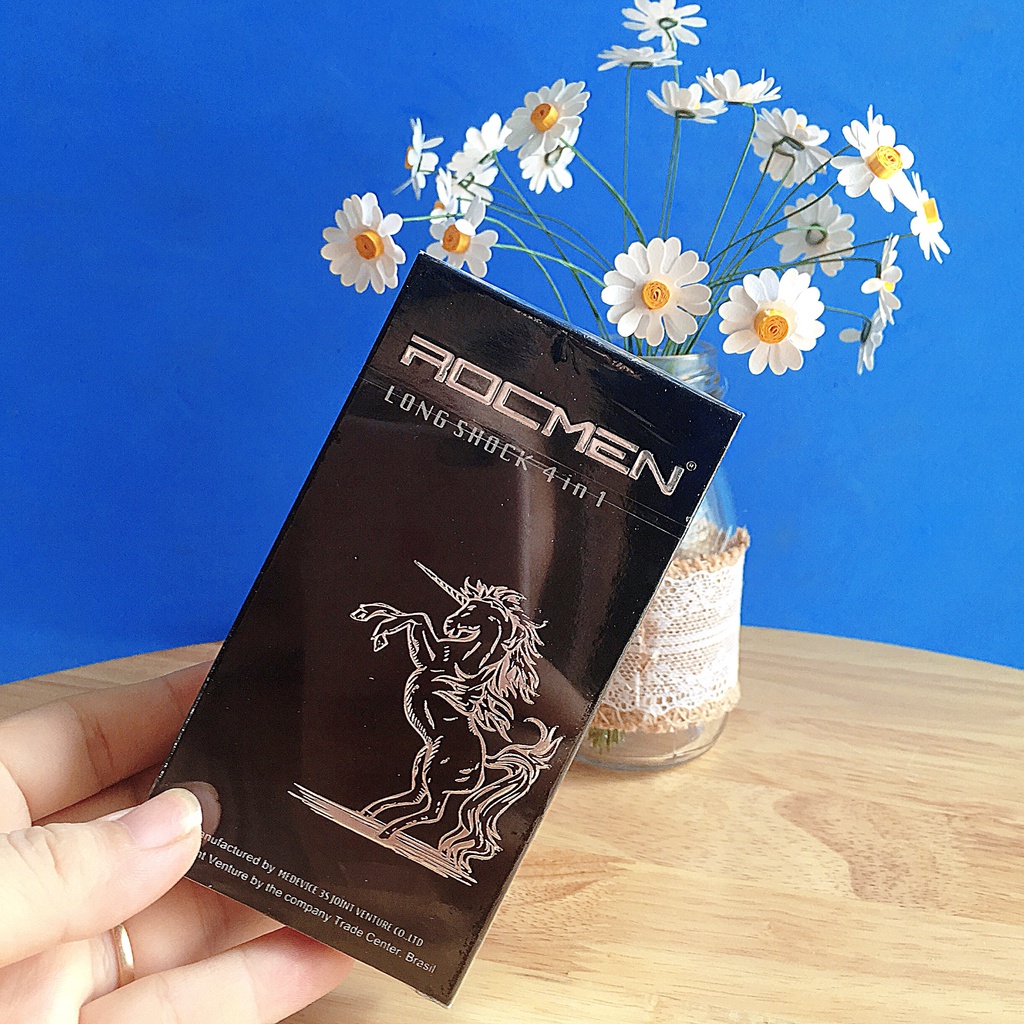 ROCMEN®
LONG SHOCK 4 in 1
anufactured by MEDEVICE 3S JOINT VENTURE CO.,LTD
nt Venture by the company Trade Center. Brasil